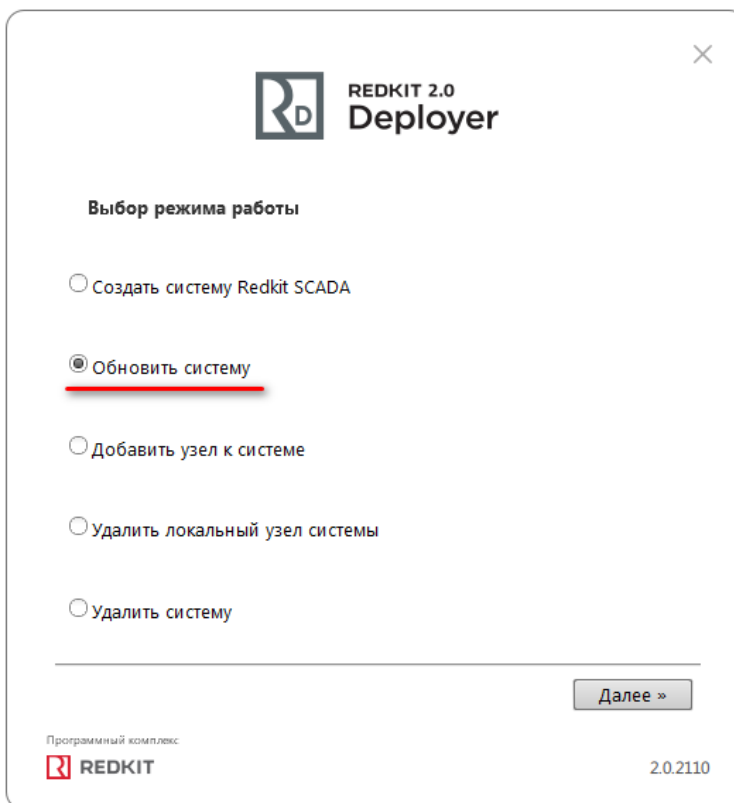 REDKIT 2.0
Deployer
Выбор режима работы
Создать систему Redkit SCADA
Обновить систему
Добавить узел к системе
Удалить локальный узел системы
Удалить систему
Далее »
Программный комплекс
REDKIT
2.0.2110